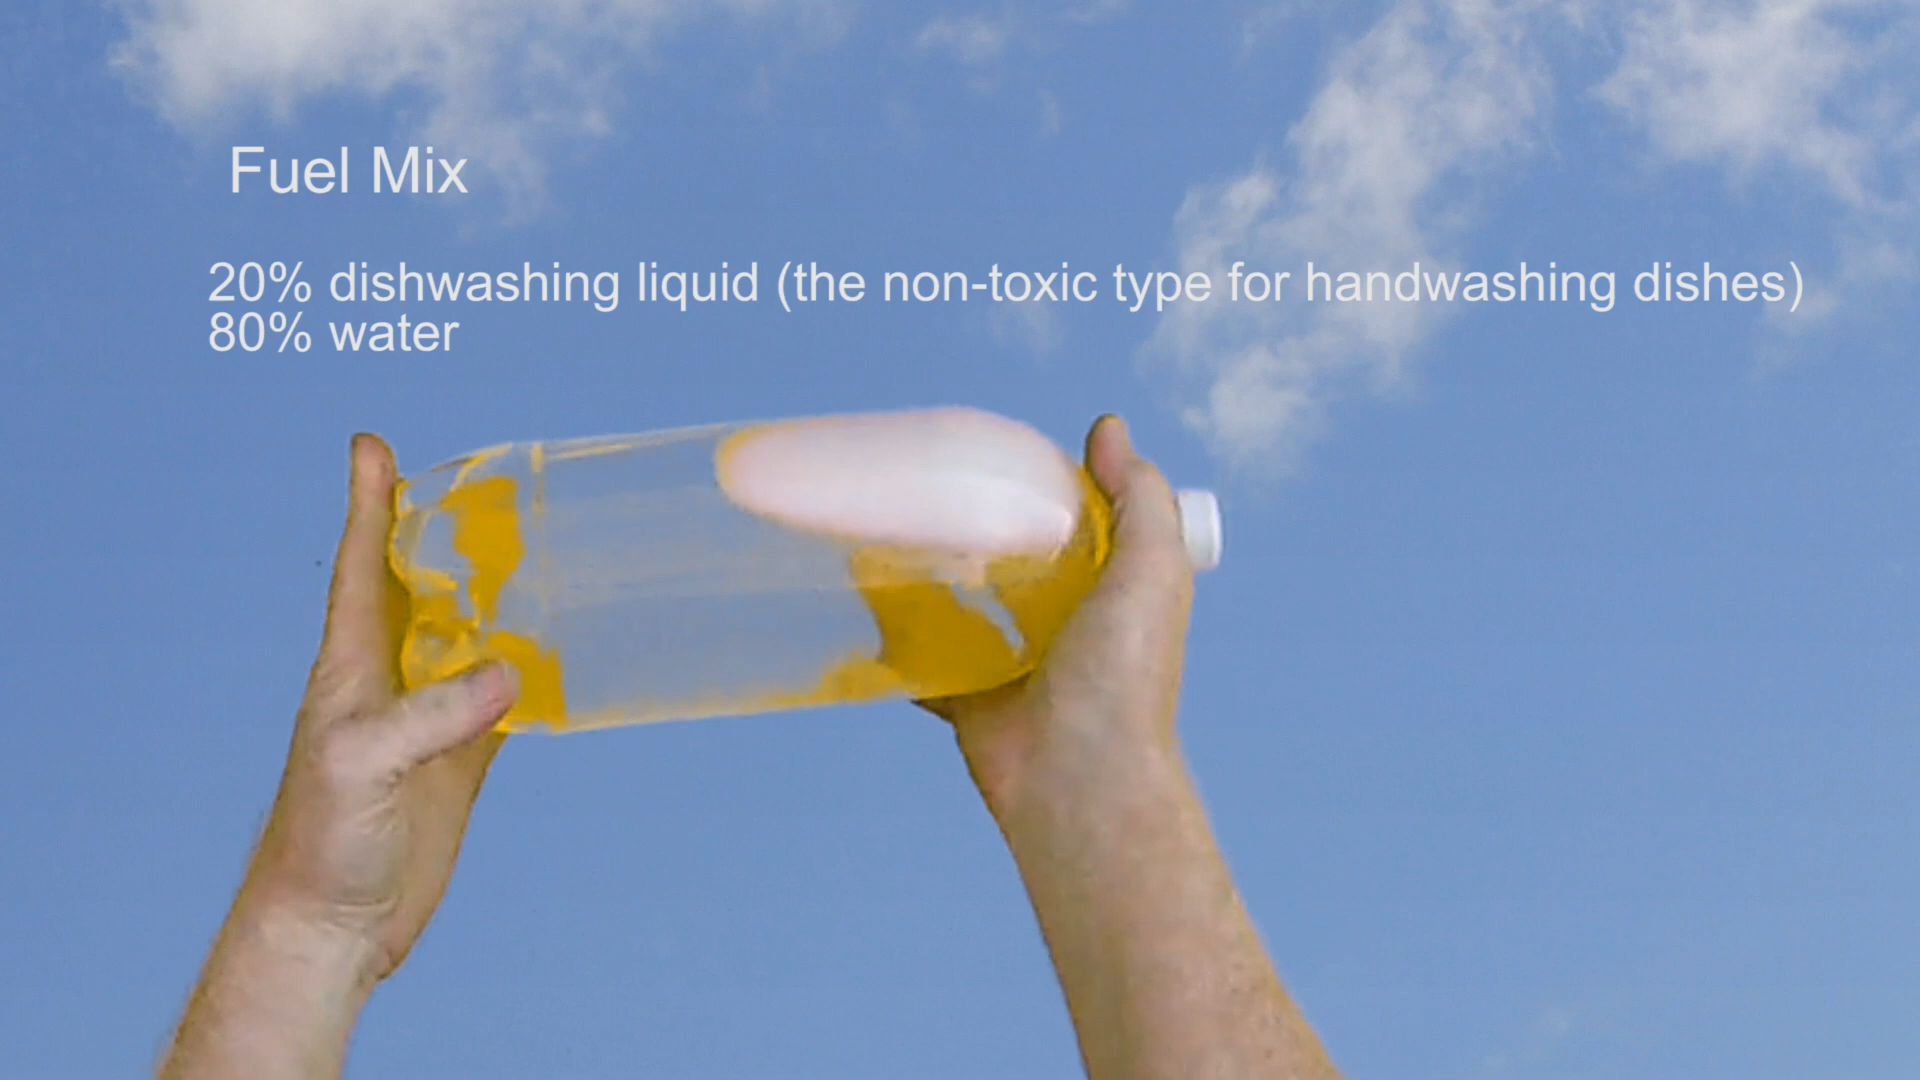 Fuel Mix
20% dishwashing liquid (the non-toxic type for handwashing dishes)
80% water